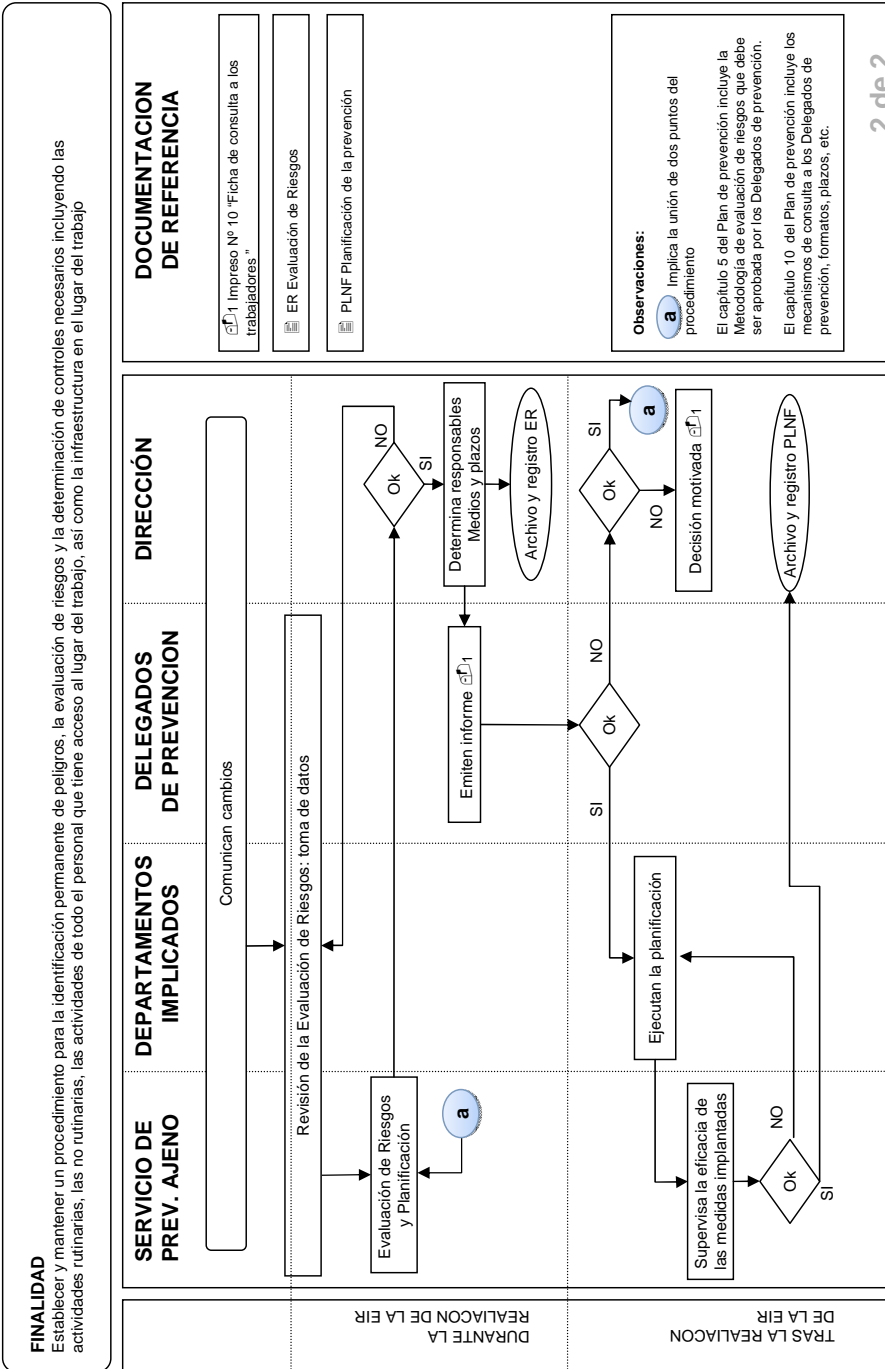 FINALIDAD
Establecer y mantener un procedimiento para la identificación permanente de peligros, la evaluación de riesgos y la determinación de controles necesarios incluyendo las
actividades rutinarias, las no rutinarias, las actividades de todo el personal que tiene acceso al lugar del trabajo, así como la infraestructura en el lugar del trabajo
SERVICIO DE
PREV. AJENO
DEPARTAMENTOS
IMPLICADOS
DELEGADOS
DE PREVENCION
DIRECCIÓN
DOCUMENTACION
DE REFERENCIA
Comunican cambios
DURANTE LA
REALIACON DE LA EIR
Revisión de la Evaluación de Riesgos: toma de datos
Evaluación de Riesgos
y Planificación
a
Ok
NO
SI
Determina responsables
Medios y plazos
Archivo y registro ER
Emiten informe 1
TRAS LA REALIACON
DE LA EIR
Ok
SI
NO
Ok
SI
a
NO
Decisión motivada 1
Ejecutan la planificación
Supervisa la eficacia de
las medidas implantadas
Ok
NO
SI
Archivo y registro PLNF
1 Impreso Nº 10 “Ficha de consulta a los
trabajadores ”
ER Evaluación de Riesgos
PLNF Planificación de la prevención
Observaciones:
a Implica la unión de dos puntos del
procedimiento
El capítulo 5 del Plan de prevención incluye la
Metodología de evaluación de riesgos que debe
ser aprobada por los Delegados de prevención.
El capítulo 10 del Plan de prevención incluye los
mecanismos de consulta a los Delegados de
prevención, formatos, plazos, etc.
2 de 2